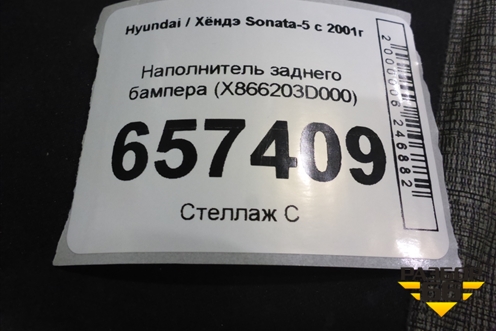 Hyundai / Хёндэ Sonata-5 с 2001г
Наполнитель заднего
бампера (X866203D000)
657409
Стеллаж С
2000006246882